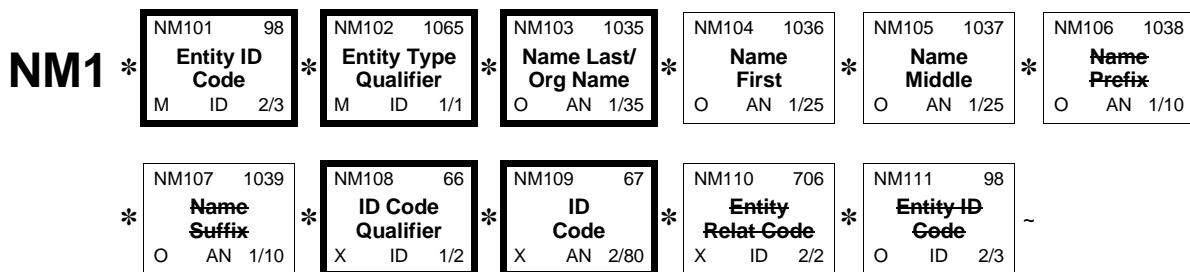 NM101 98 NM102 1065 NM103 1035 NM104 1036 NM105 1037 NM106 1038
NM1 * Entity ID * Entity Type * Name Last/ * Name * Name * Name
Code Qualifier Org Name First Middle Prefix
M ID 2/3 M ID 1/1 O AN 1/35 O AN 1/25 O AN 1/25 O AN 1/10
NM107 1039 NM108 66 NM109 67 NM110 706 NM111 98
* Name * ID Code * ID * Entity * Entity ID ~
Suffix Qualifier Code Relat Code Code
O AN 1/10 X ID 1/2 X AN 2/80 X ID 2/2 O ID 2/3